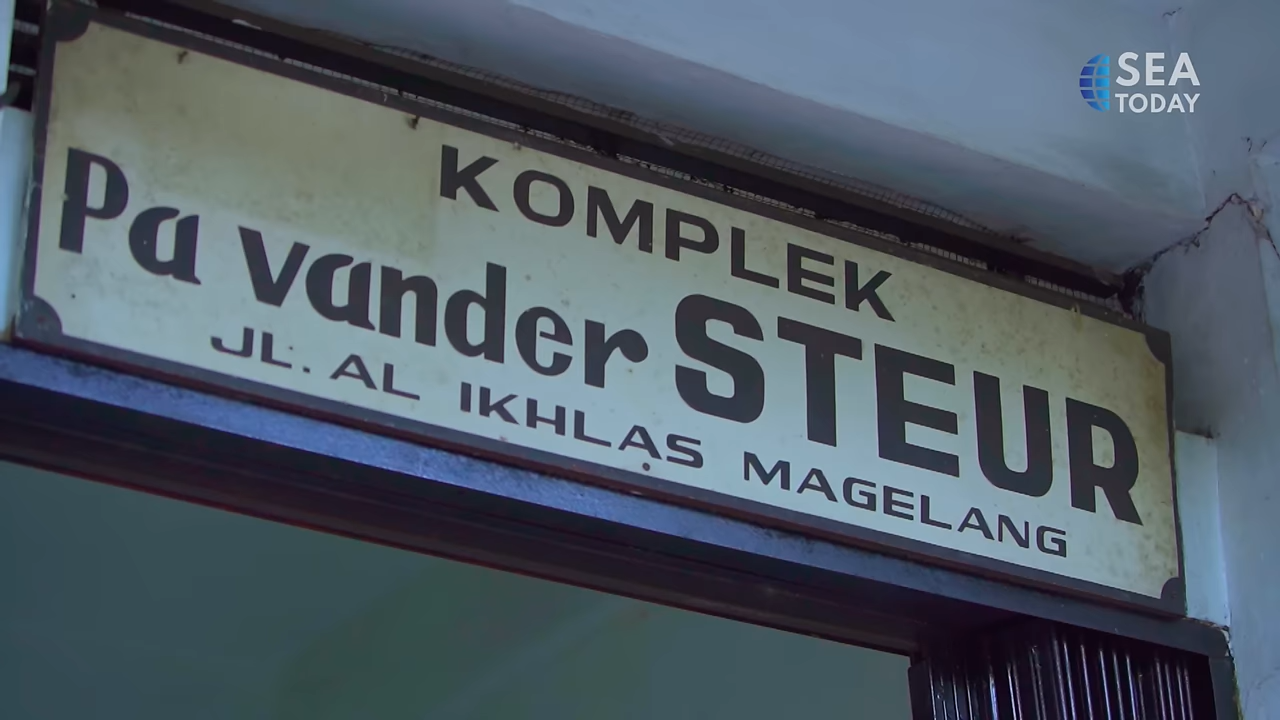 SEA
TODAY
KOMPLEK
Pa vander STEUR
JL. AL IKHLAS MAGELANG